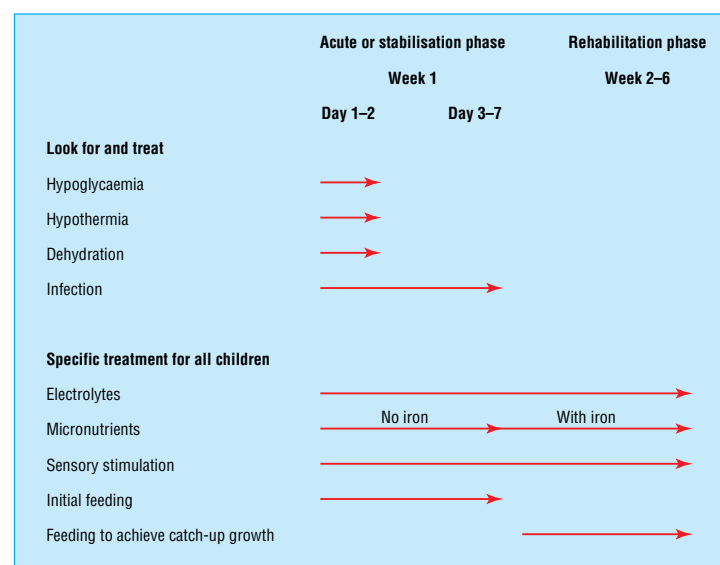 Acute or stabilisation phase Rehabilitation phase
Week 1 Week 2–6
Day 1–2 Day 3–7
Look for and treat
Hypoglycaemia
Hypothermia
Dehydration
Infection
Specific treatment for all children
Electrolytes
No iron With iron
Micronutrients
Sensory stimulation
Initial feeding
Feeding to achieve catch-up growth